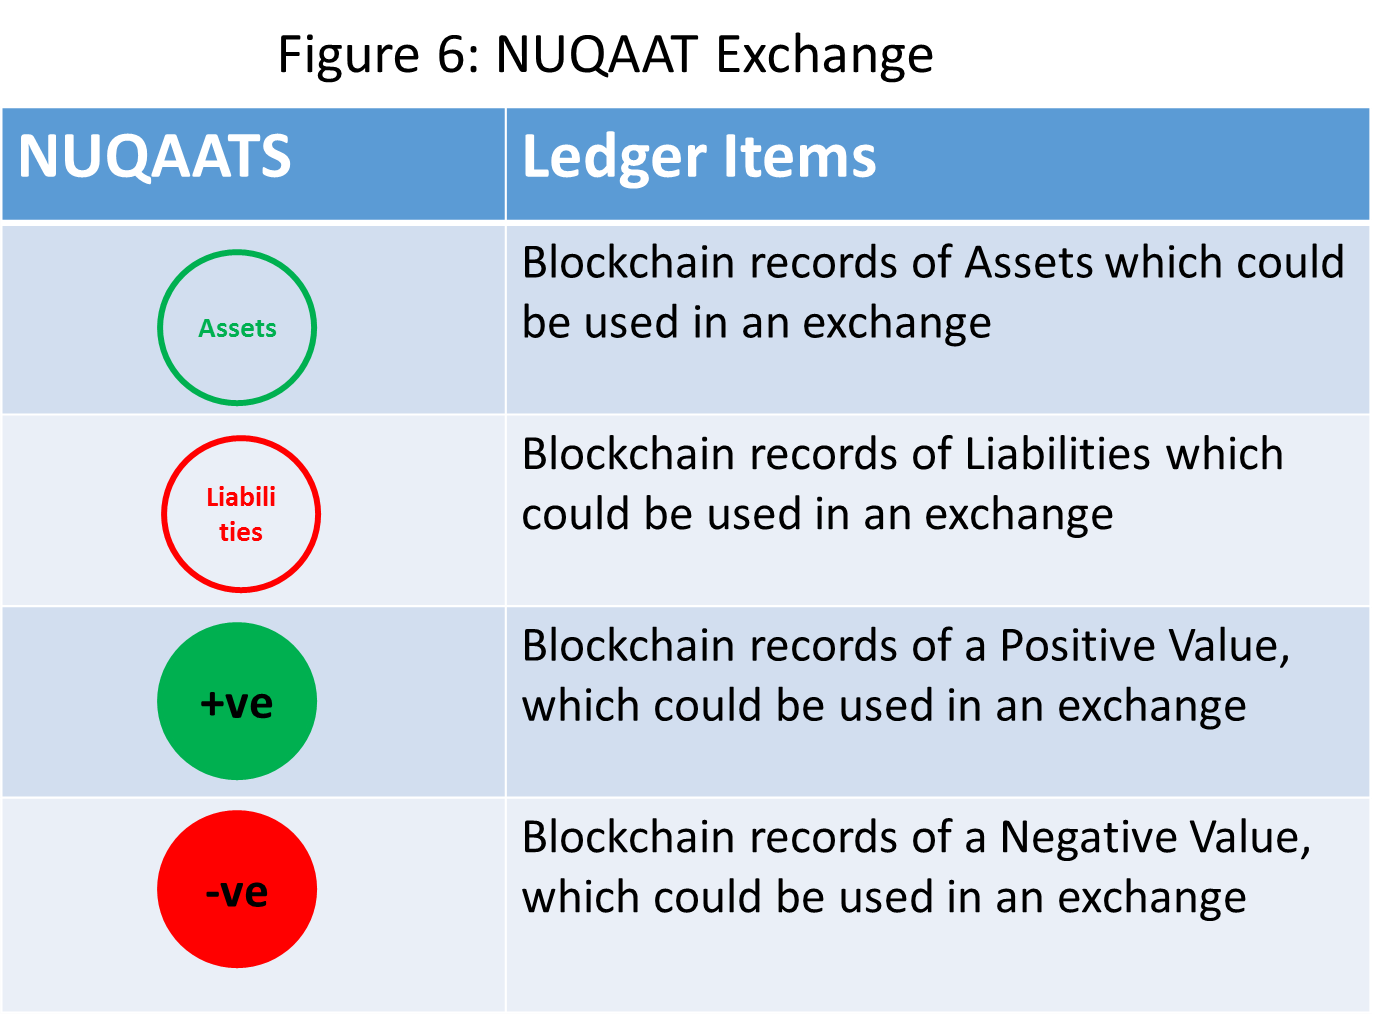 Figure 6: NUQAAT Exchange
NUQAATS
Ledger Items
Assets
Blockchain records of Assets which could
be used in an exchange
Liabili
ties
Blockchain records of Liabilities which
could be used in an exchange
+ve
Blockchain records of a Positive Value,
which could be used in an exchange
-ve
Blockchain records of a Negative Value,
which could be used in an exchange